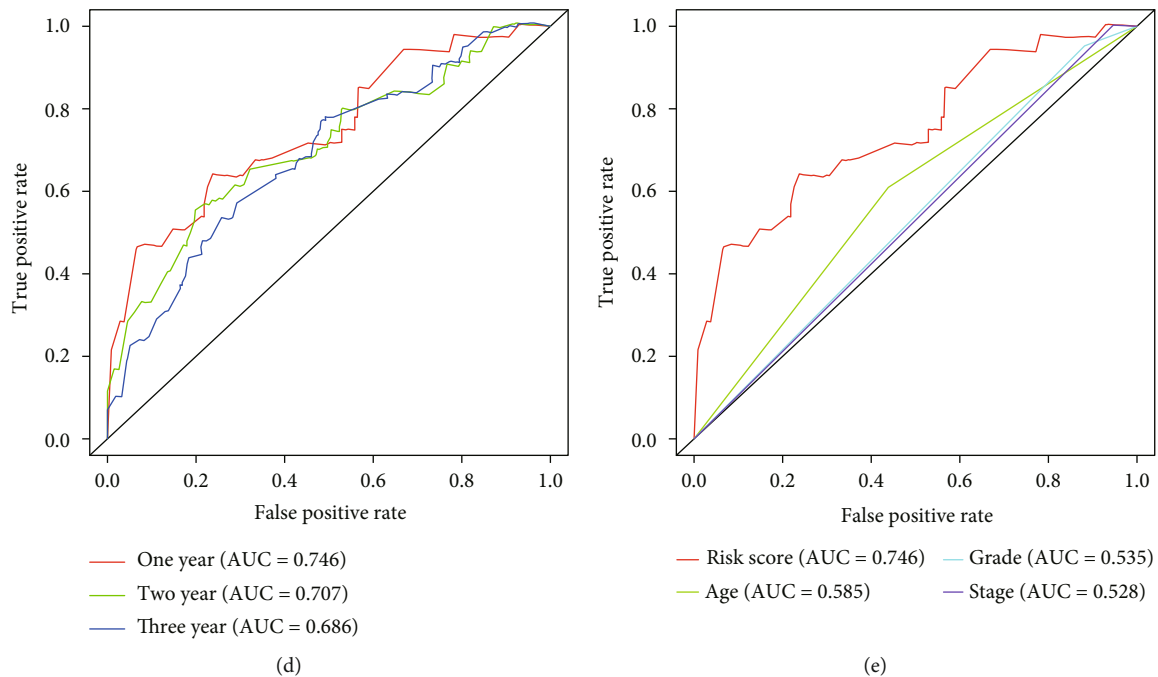 1.0
0.8
0.6
0.4
0.2
0.0
True positive rate
0.0 0.2 0.4 0.6 0.8 1.0
False positive rate
One year (AUC = 0.746)
Two year (AUC = 0.707)
Three year (AUC = 0.686)
(d)
1.0
0.8
0.6
0.4
0.2
0.0
True positive rate
0.0 0.2 0.4 0.6 0.8 1.0
False positive rate
Risk score (AUC = 0.746) Grade (AUC = 0.535)
Age (AUC = 0.585) Stage (AUC = 0.528)
(e)